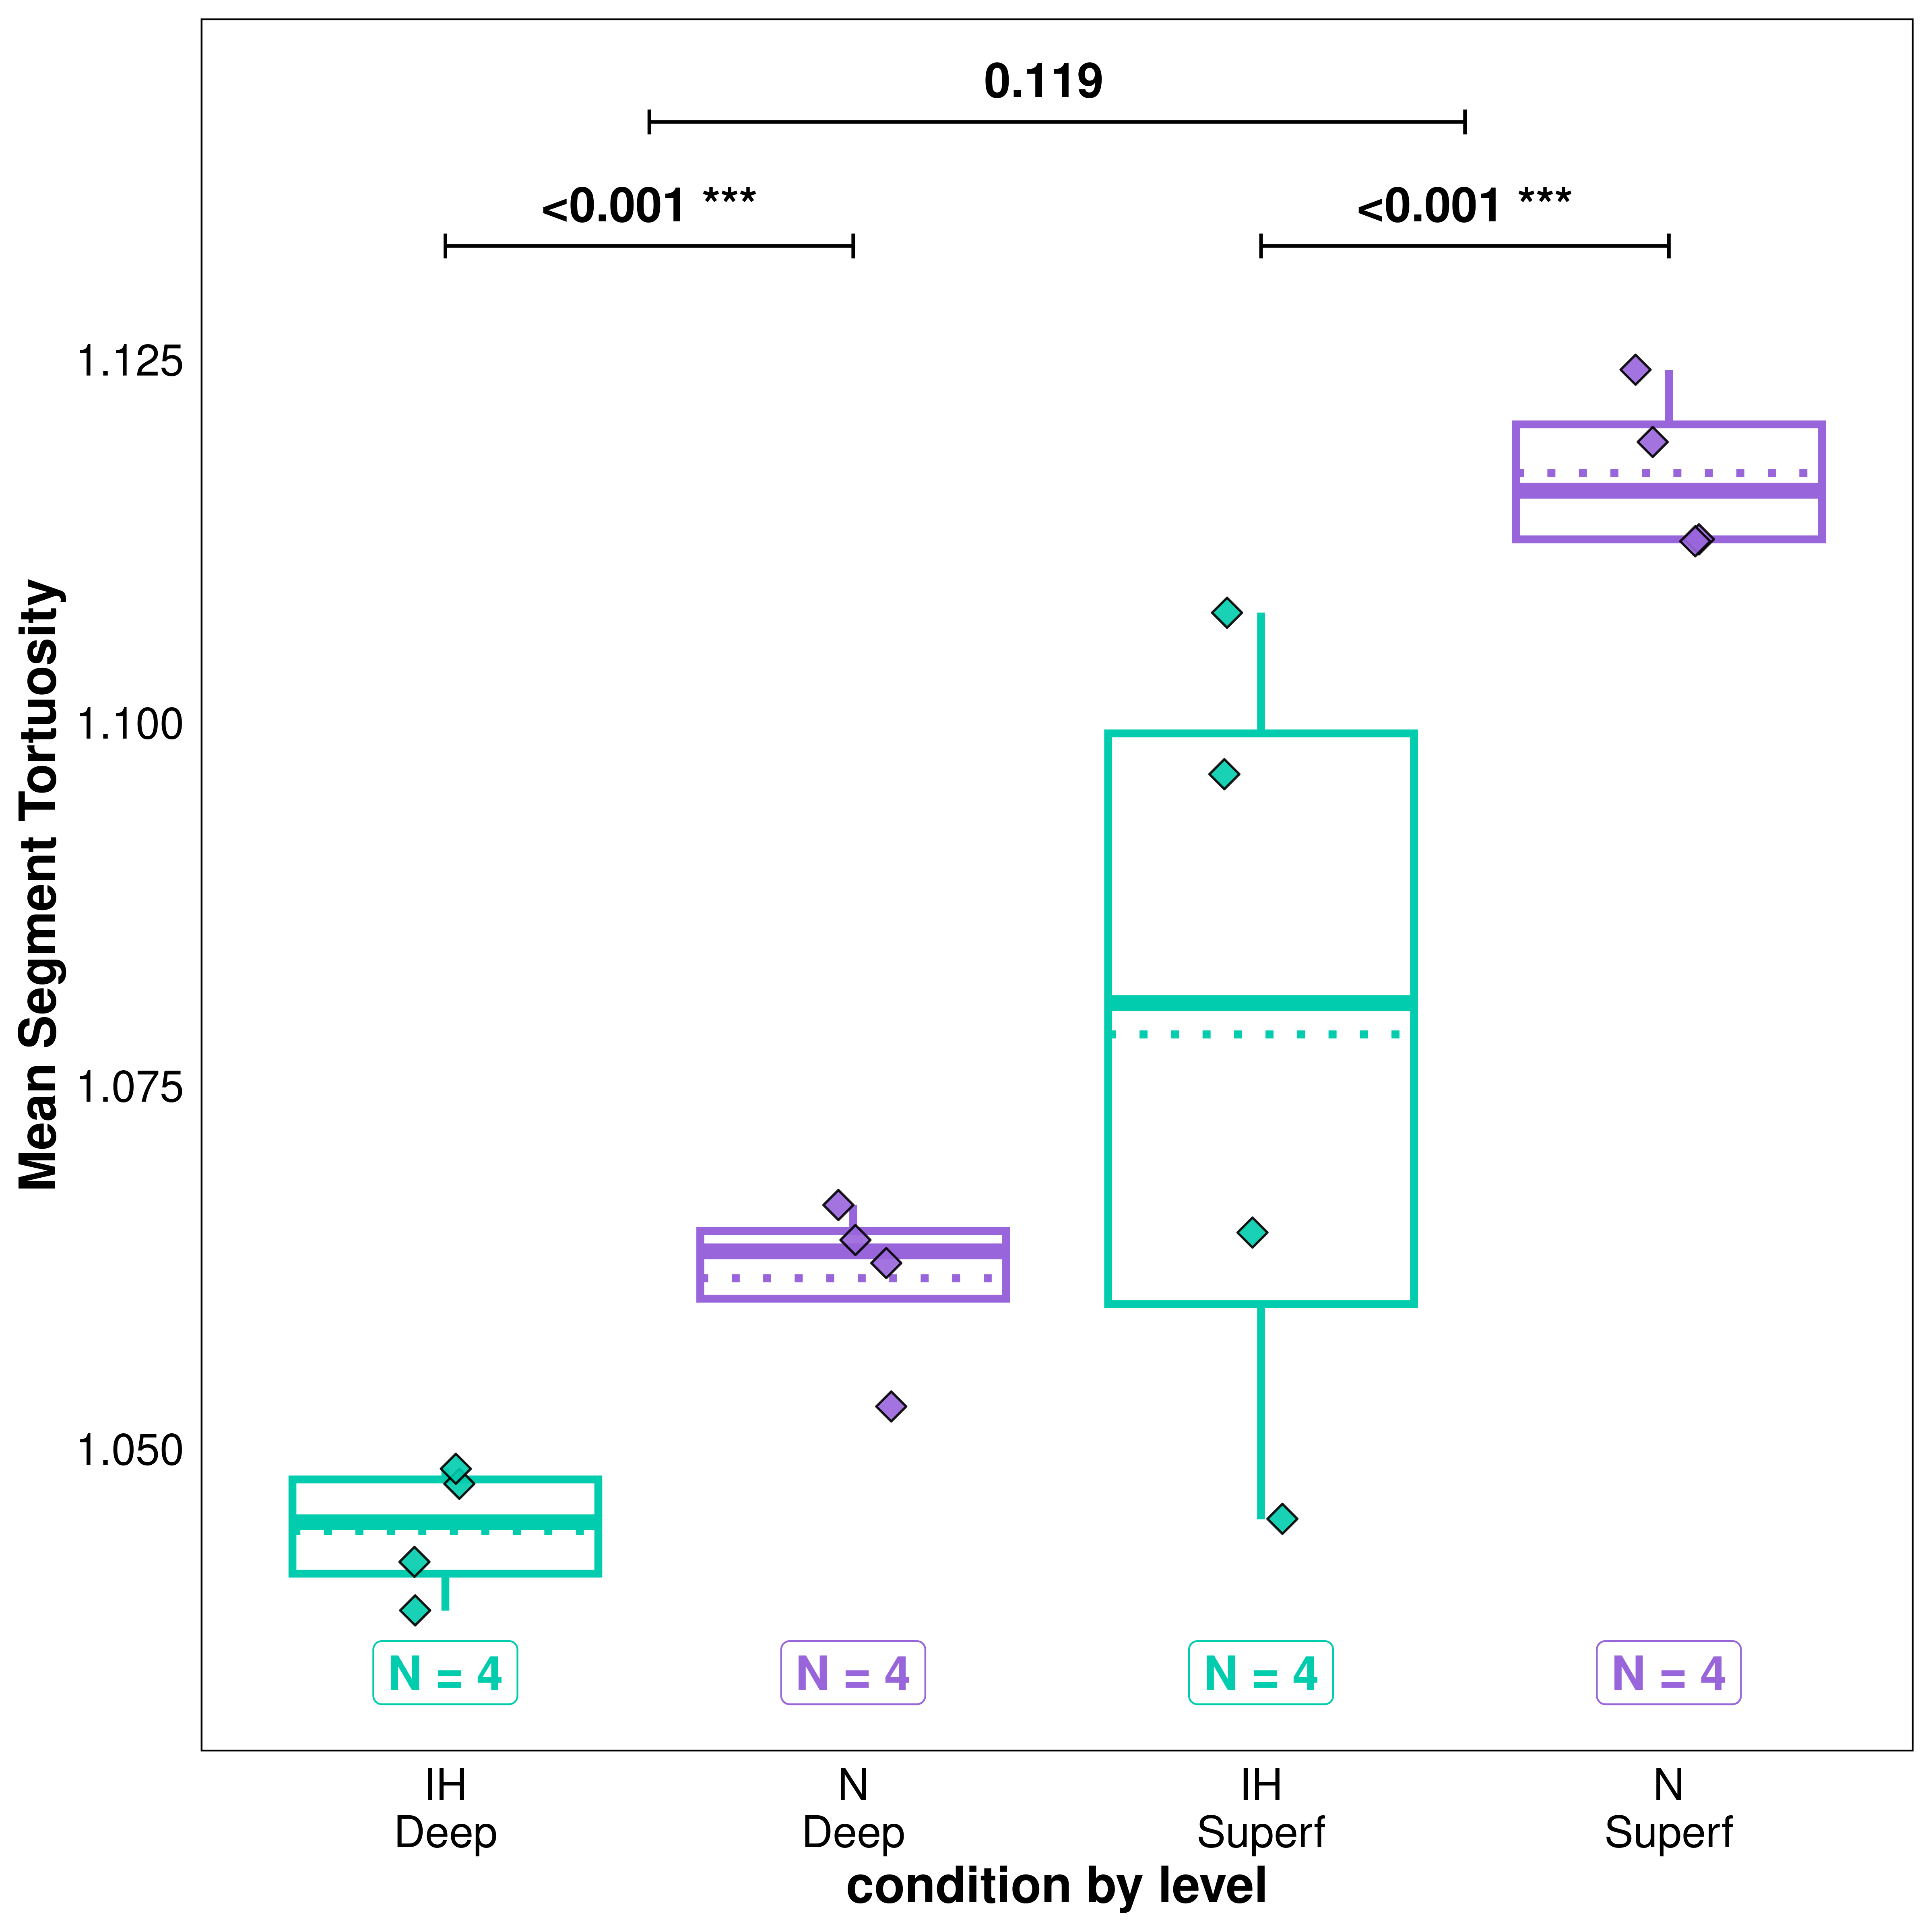 0.119
<0.001 ***
<0.001 ***
Mean Segment Tortuosity
1.125
1.100
1.075
1.050
N = 4
N = 4
N = 4
N = 4
IH
Deep
N
Deep
IH
Superf
N
Superf
condition by level